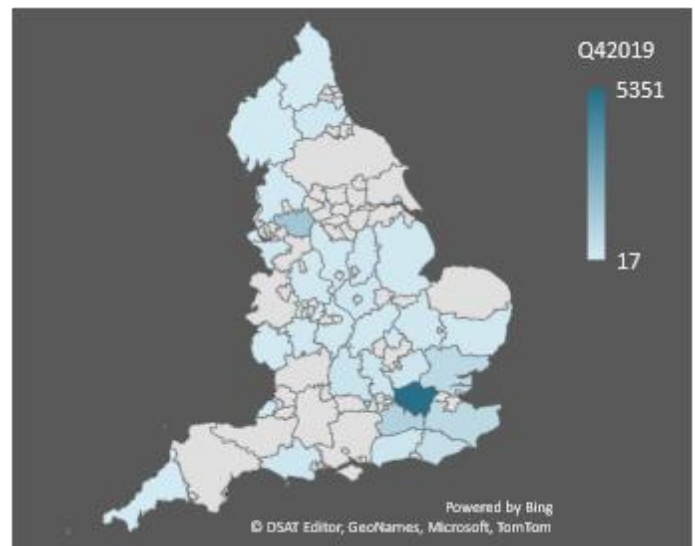 Q42019
5351
17
Powered by Bing
© DSAT Editor, GeoNames, Microsoft, TomTom